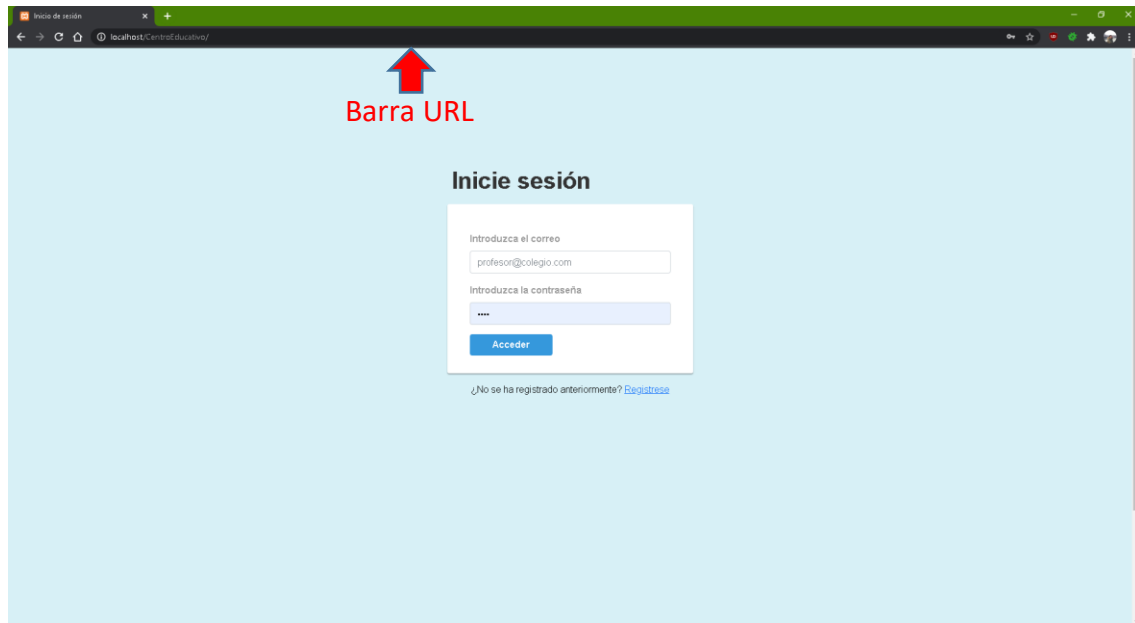 Inicio de sesión
localhost/CentroEducativo/
Barra URL
Inicie sesión
Introduzca el correo
profesor@colegio.com
Introduzca la contraseña
••••
Acceder
¿No se ha registrado anteriormente? Registrese